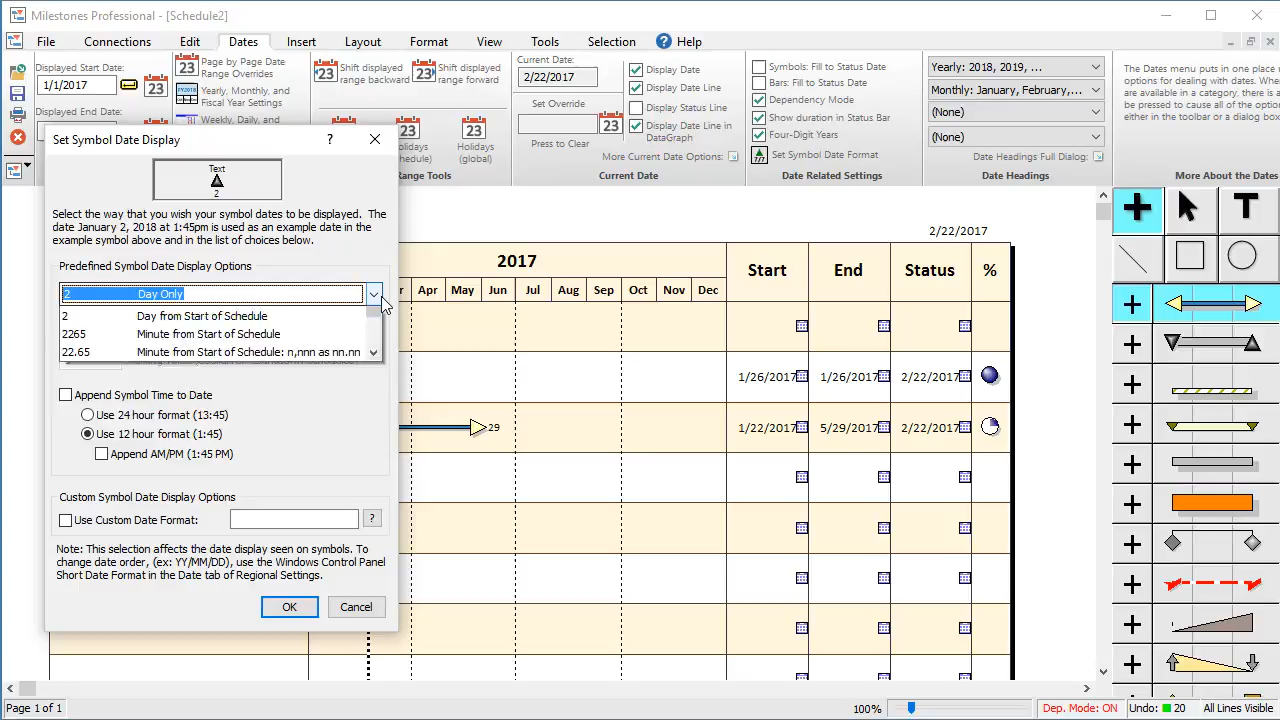 Milestones Professional - [Schedule2]
File Connections Edit Dates Insert Layout Format View Tools Selection Help
Displayed Start Date:
1/1/2017
23
Displayed End Date:
23 Page by Page Date
Range Overrides
FY2018 Yearly, Monthly, and
Fiscal Year Settings
Weekly, Daily, and
23 Shift displayed
range backward
23 Shift displayed
range forward
23
Holidays
(global)
Range Tools
Current Date:
2/22/2017
Set Override
23
Press to Clear
Display Date
Display Date Line
Display Status Line
Display Date Line in
DataGraph
More Current Date Options:
Current Date
Symbols: Fill to Status Date
Bars: Fill to Status Date
Dependency Mode
Show duration in Status Bar
Four-Digit Years
Set Symbol Date Format
Date Related Settings
Yearly: 2018, 2019, ...
Monthly: January, February,...
(None)
(None)
Date Headings Full Dialog:
Date Headings
The Dates menu puts in one place
options for dealing with dates. Wher
are available in a category, there is a
be pressed to cause all of the option
either in the toolbar or a dialog box
More About the Dates
Set Symbol Date Display
?
Text
2
Select the way that you wish your symbol dates to be displayed. The
date January 2, 2018 at 1:45pm is used as an example date in the
example symbol above and in the list of choices below.
Predefined Symbol Date Display Options
2 Day Only
2 Day from Start of Schedule
2265 Minute from Start of Schedule
22.65 Minute from Start of Schedule: n,nnn as nn.nn
Append Symbol Time to Date
Use 24 hour format (13:45)
Use 12 hour format (1:45)
Append AM/PM (1:45 PM)
Custom Symbol Date Display Options
Use Custom Date Format:
?
Note: This selection affects the date display seen on symbols. To
change date order, (ex: YY/MM/DD), use the Windows Control Panel
Short Date Format in the Date tab of Regional Settings.
OK Cancel
2/22/2017
2017 Start End Status %
r Apr May Jun Jul Aug Sep Oct Nov Dec
1/26/2017 1/26/2017 2/22/2017
29 1/22/2017 5/29/2017 2/22/2017
T
Page 1 of 1
100%
Dep. Mode: ON
Undo: 20
All Lines Visible